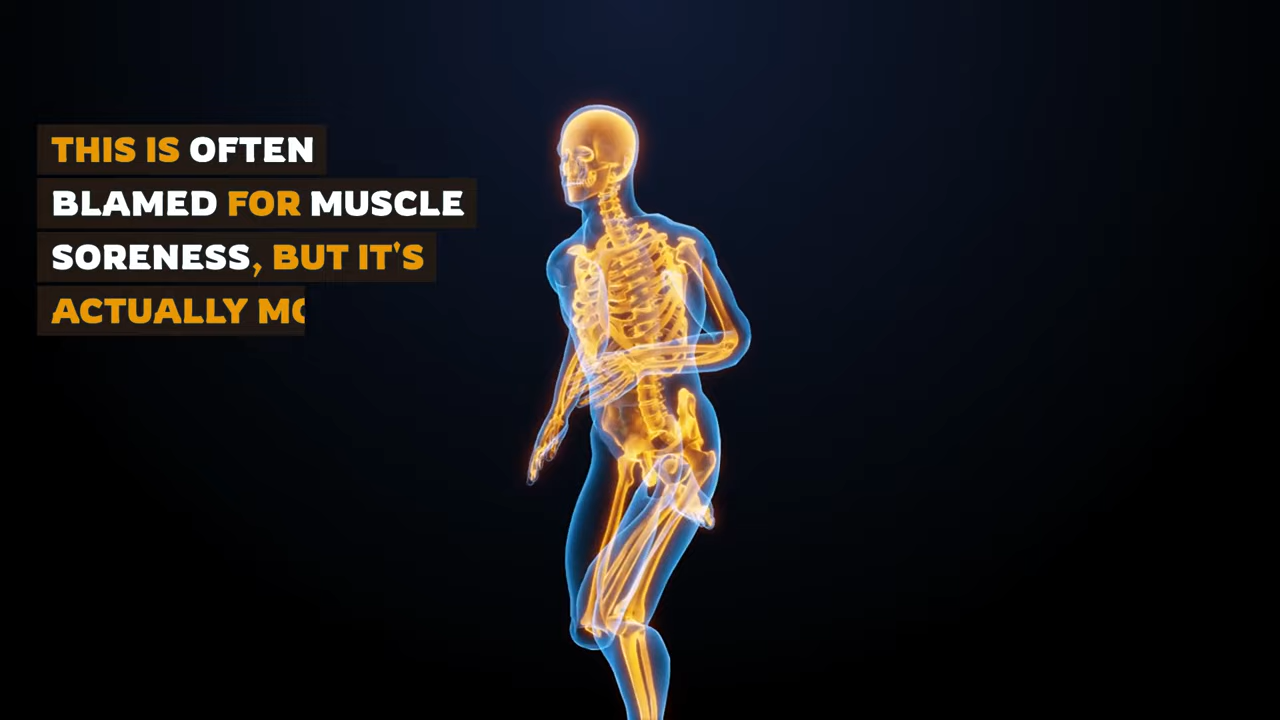 THIS IS OFTEN
BLAMED FOR MUSCLE
SORENESS, BUT IT'S
ACTUALLY